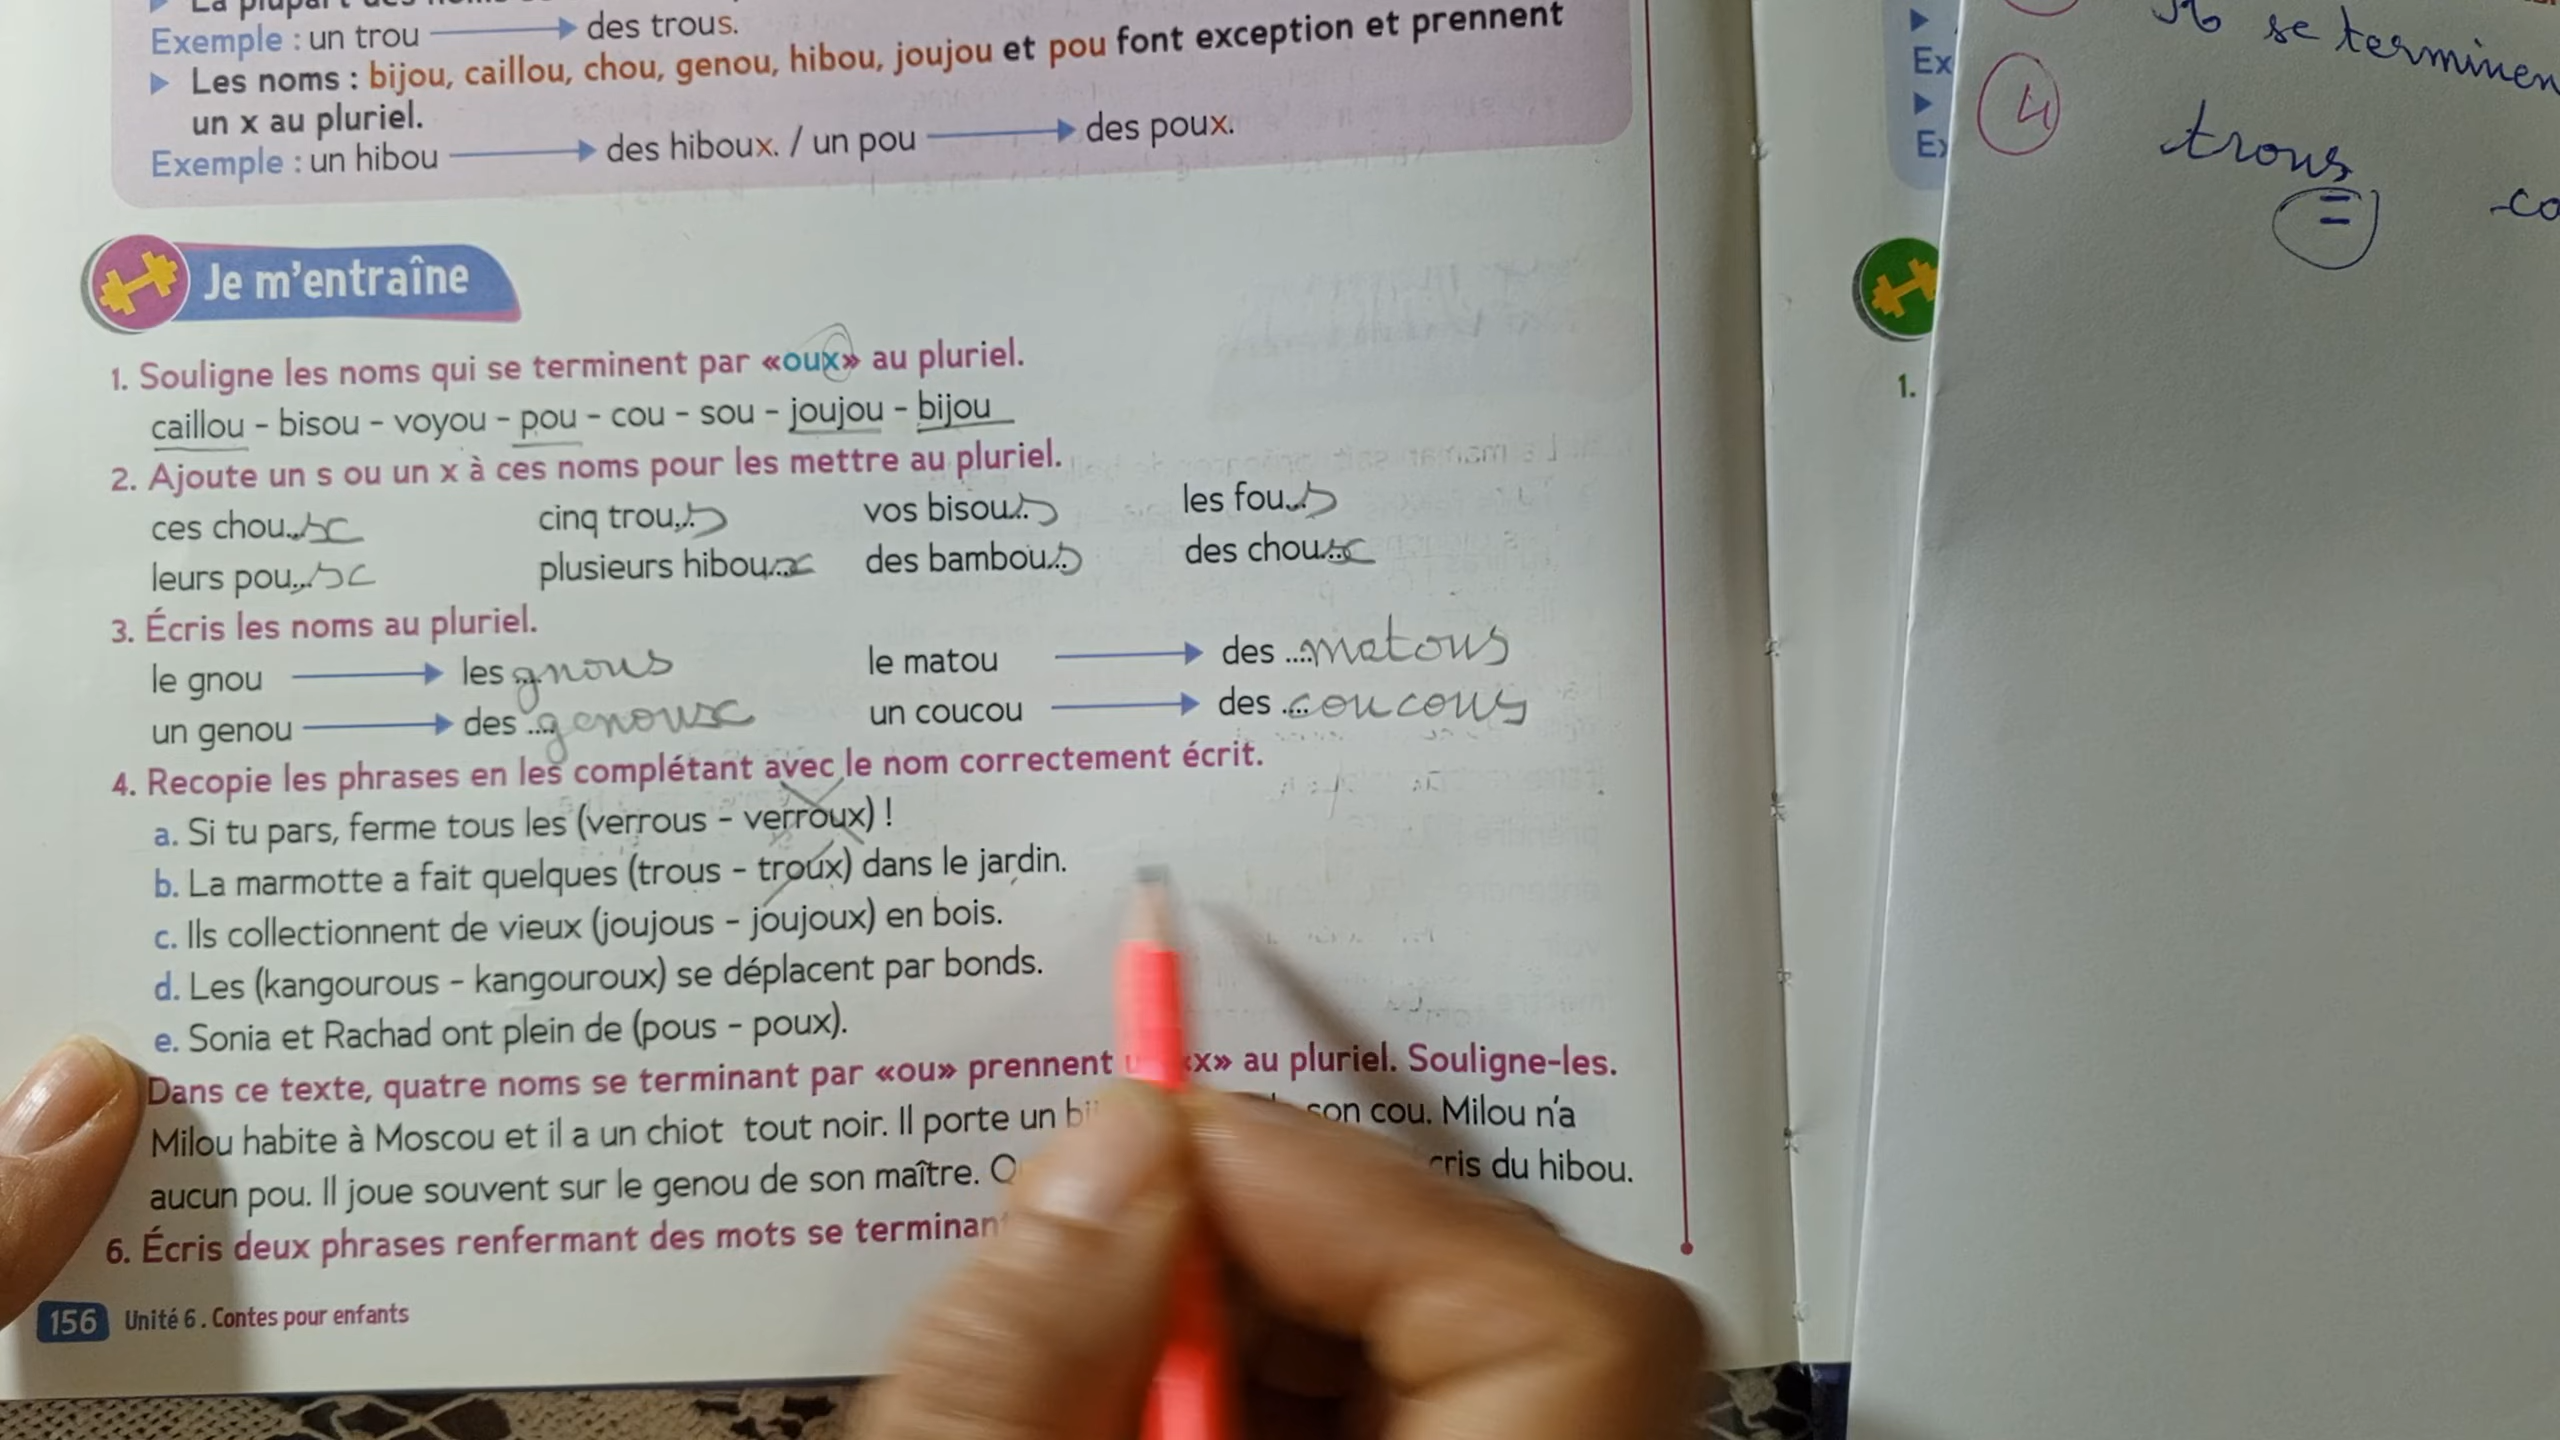 La plupart des noms
Exemple : un trou → des trous.
▶ Les noms : bijou, caillou, chou, genou, hibou, joujou et pou font exception et prennent
un x au pluriel.
Exemple : un hibou → des hiboux. / un pou → des poux.
Je m'entraîne
1. Souligne les noms qui se terminent par «oux» au pluriel.
caillou - bisou - voyou - pou - cou - sou - joujou - bijou
2. Ajoute un s ou un x à ces noms pour les mettre au pluriel.
ces chou...x cinq trou...s vos bisou...s les fou...s
leurs pou...x plusieurs hibou...x des bambou...s des chou...x
3. Écris les noms au pluriel.
le gnou → les ...gnous le matou → des ....matous
un genou → des ....genoux un coucou → des ....coucous
4. Recopie les phrases en les complétant avec le nom correctement écrit.
a. Si tu pars, ferme tous les (verrous - verroux) !
b. La marmotte a fait quelques (trous - troux) dans le jardin.
c. Ils collectionnent de vieux (joujous - joujoux) en bois.
d. Les (kangourous - kangouroux) se déplacent par bonds.
e. Sonia et Rachad ont plein de (pous - poux).
Dans ce texte, quatre noms se terminant par «ou» prennent «x» au pluriel. Souligne-les.
Milou habite à Moscou et il a un chiot tout noir. Il porte un son cou. Milou n'a
aucun pou. Il joue souvent sur le genou de son maître. cris du hibou.
6. Écris deux phrases renfermant des mots se terminant
156 Unité 6 . Contes pour enfants
Ex
1.
se terminen
4
trous
=